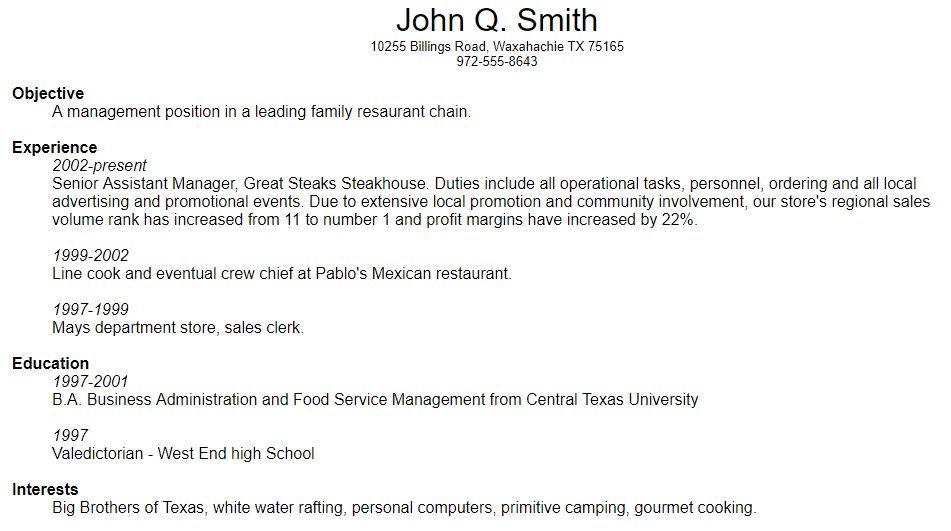 John Q. Smith
10255 Billings Road, Waxahachie TX 75165
972-555-8643
Objective
A management position in a leading family resaurant chain.
Experience
2002-present
Senior Assistant Manager, Great Steaks Steakhouse. Duties include all operational tasks, personnel, ordering and all local
advertising and promotional events. Due to extensive local promotion and community involvement, our store's regional sales
volume rank has increased from 11 to number 1 and profit margins have increased by 22%.
1999-2002
Line cook and eventual crew chief at Pablo's Mexican restaurant.
1997-1999
Mays department store, sales clerk.
Education
1997-2001
B.A. Business Administration and Food Service Management from Central Texas University
1997
Valedictorian - West End high School
Interests
Big Brothers of Texas, white water rafting, personal computers, primitive camping, gourmet cooking.